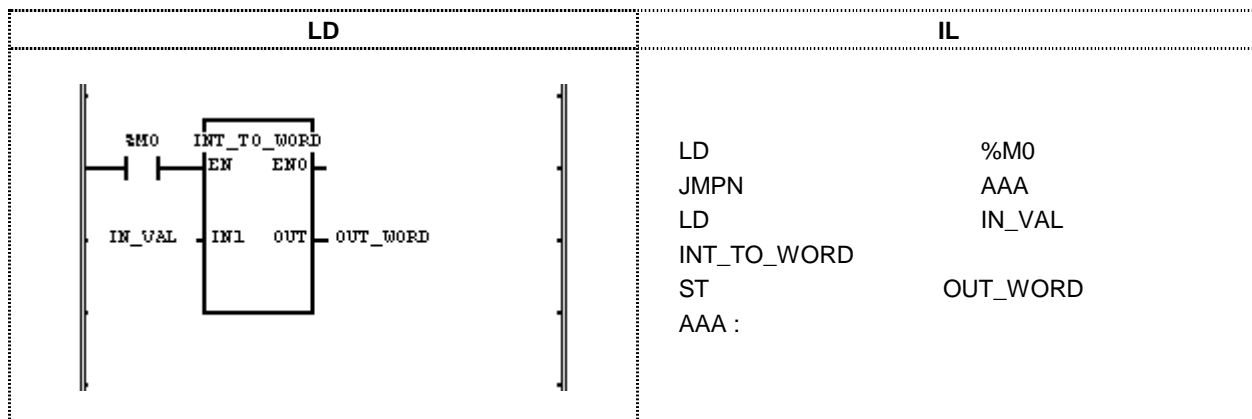 LD IL
%M0 INT_TO_WORD
EN ENO
IN_VAL IN1 OUT OUT_WORD
LD %M0
JMPN AAA
LD IN_VAL
INT_TO_WORD
ST OUT_WORD
AAA :